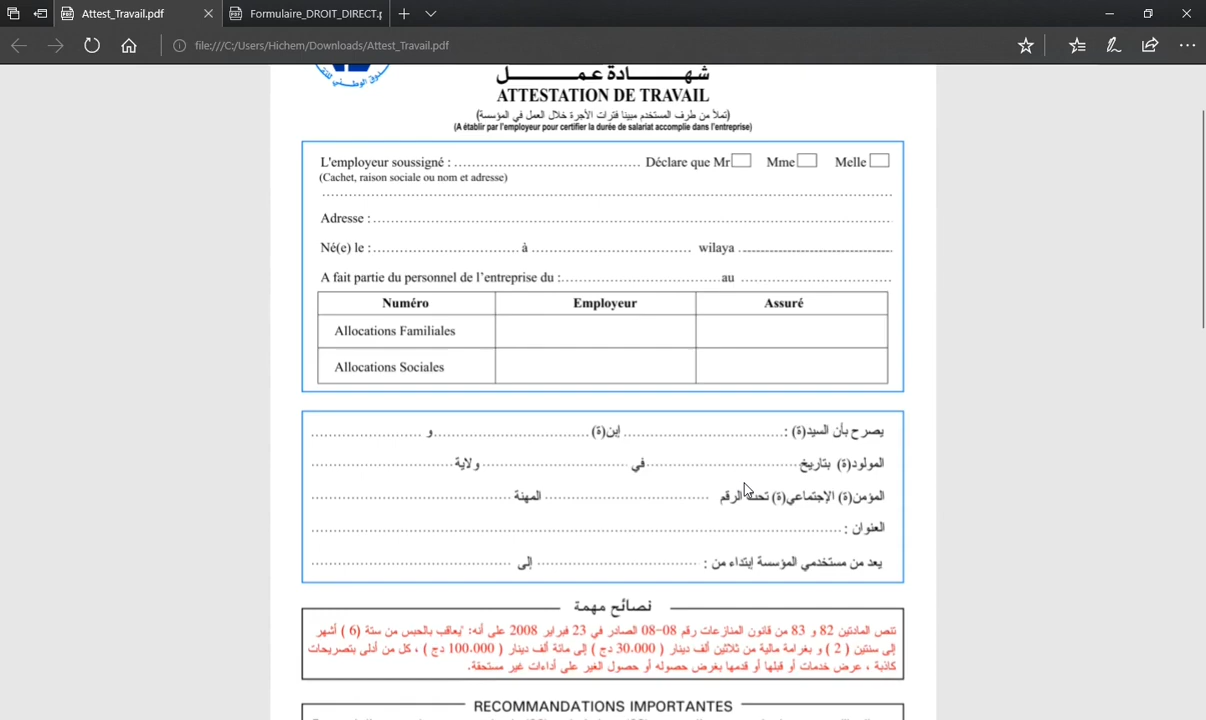 Attest_Travail.pdf
Formulaire_DROIT_DIRECT.p
file:///C:/Users/Hichem/Downloads/Attest_Travail.pdf
شهـــادة عمــــل
ATTESTATION DE TRAVAIL
(تملأ من طرف المستخدم مبينا فترات الأجرة خلال العمل في المؤسسة)
(A établir par l'employeur pour certifier la durée de salariat accomplie dans l'entreprise)
L'employeur soussigné : ........................................ Déclare que Mr Mme Melle
(Cachet, raison sociale ou nom et adresse)
Adresse :
Né(e) le : ................ à ................ wilaya ................
A fait partie du personnel de l'entreprise du :................ au ................
Numéro Employeur Assuré
Allocations Familiales
Allocations Sociales
يصرح بأن السيد(ة) : ................ إبن(ة) ................ و ................
المولود(ة) بتاريخ ................ في ................ ولاية ................
المؤمن(ة) الإجتماعي(ة) تحت الرقم ................ المهنة ................
العنوان : ................
يعد من مستخدمي المؤسسة إبتداء من : ................ إلى ................
نصائح مهمة
تنص المادتين 82 و 83 من قانون المنازعات رقم 08-08 الصادر في 23 فبراير 2008 على أنه: "يعاقب بالحبس من ستة (6 ) أشهر
إلى سنتين ( 2 ) و بغرامة مالية من ثلاثين ألف دينار ( 30.000 دج ) إلى مائة ألف دينار ( 100.000 دج ) ، كل من أدلى بتصريحات
كاذبة ، عرض خدمات أو قبلها أو قدمها بغرض حصوله أو حصول الغير على أداءات غير مستحقة.
RECOMMANDATIONS IMPORTANTES